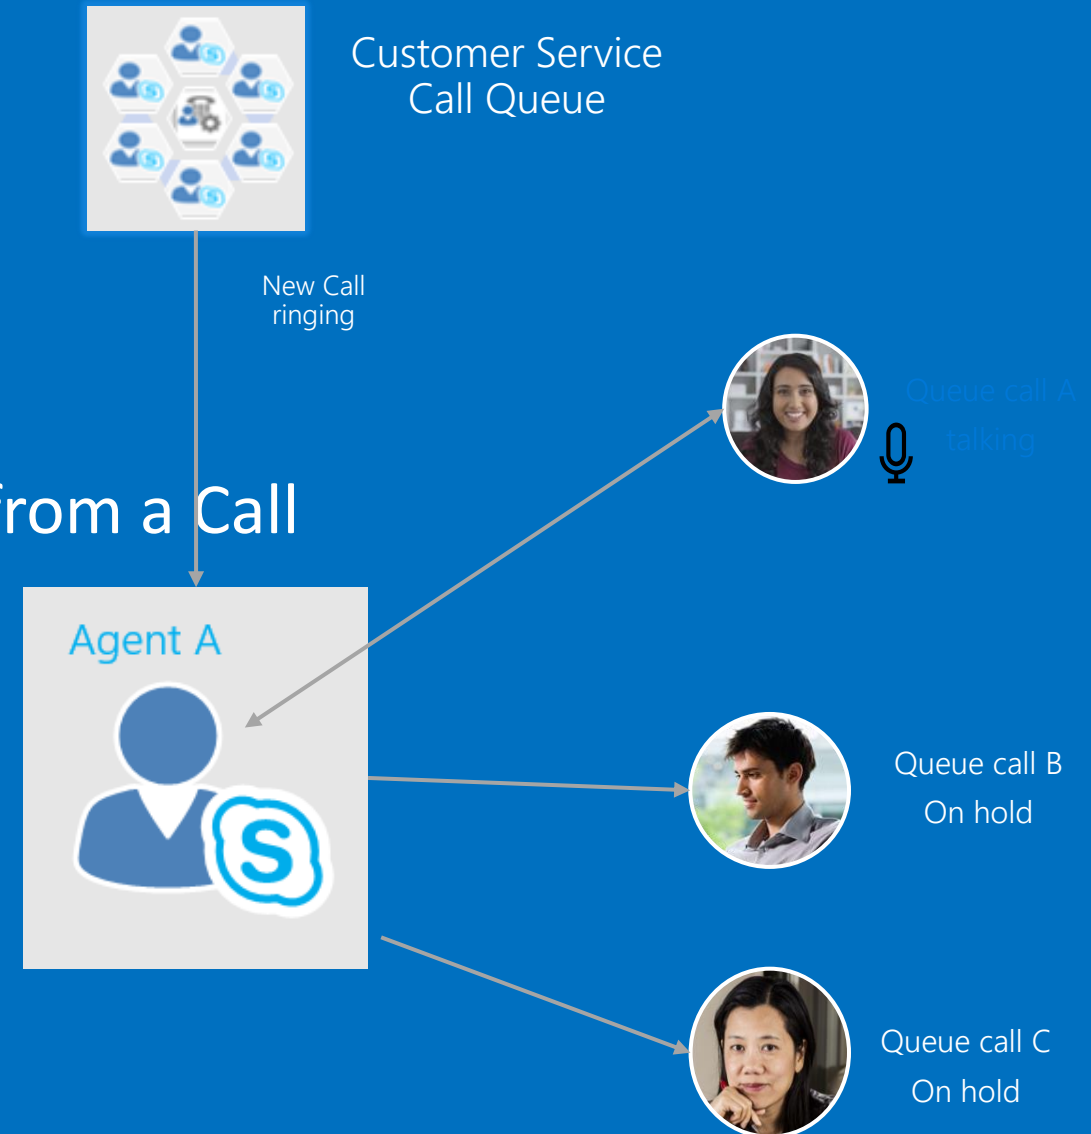 Customer Service
Call Queue
New Call
ringing
Queue call A
talking
from a Call
Agent A
Queue call B
On hold
Queue call C
On hold